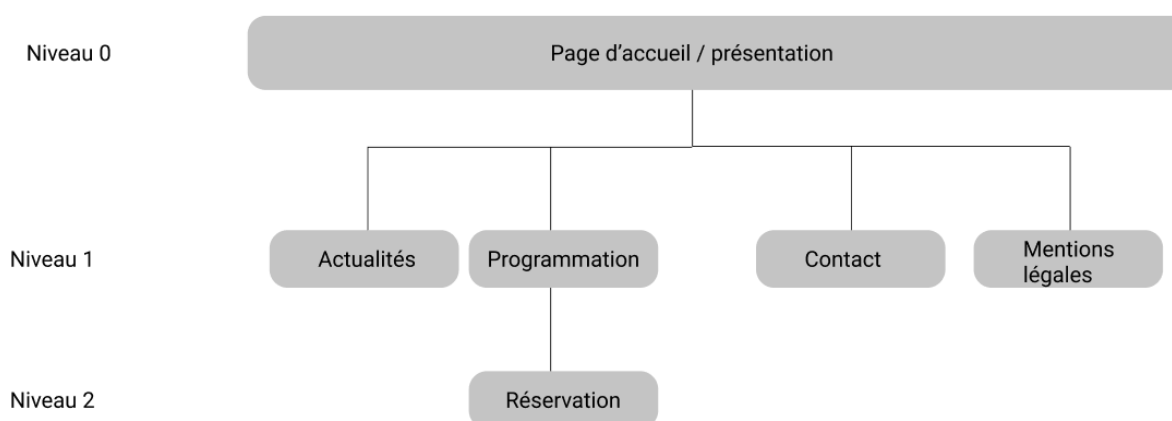 Niveau 0
Page d'accueil / présentation
Niveau 1
Actualités
Programmation
Contact
Mentions
légales
Niveau 2
Réservation